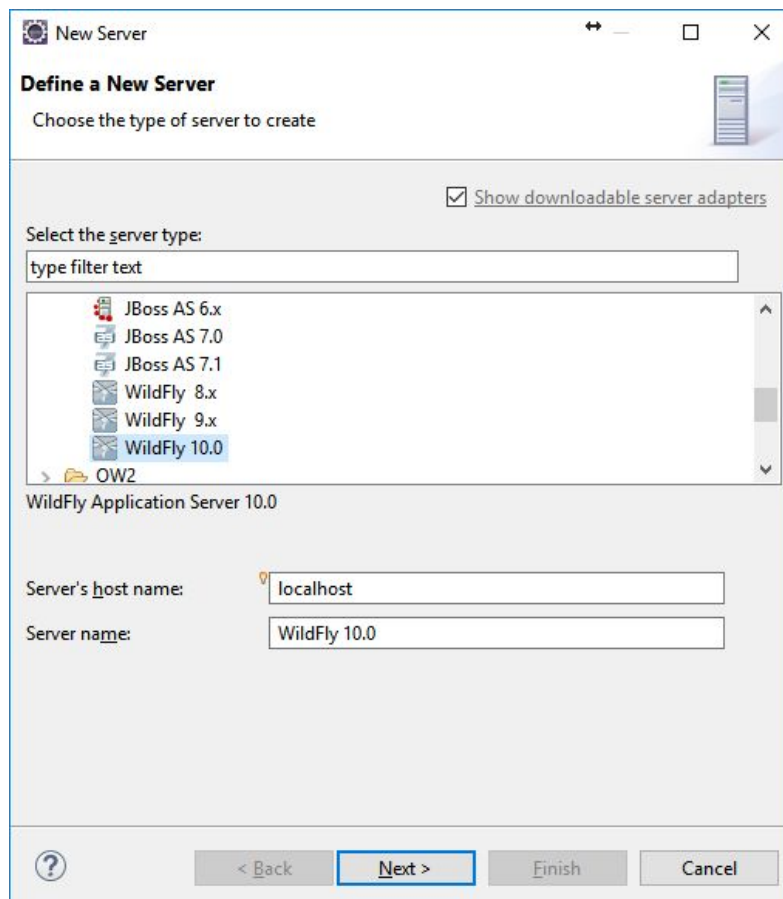 New Server
Define a New Server
Choose the type of server to create
Show downloadable server adapters
Select the server type:
type filter text
JBoss AS 6.x
JBoss AS 7.0
JBoss AS 7.1
WildFly 8.x
WildFly 9.x
WildFly 10.0
OW2
WildFly Application Server 10.0
Server's host name: localhost
Server name: WildFly 10.0
? < Back Next > Finish Cancel